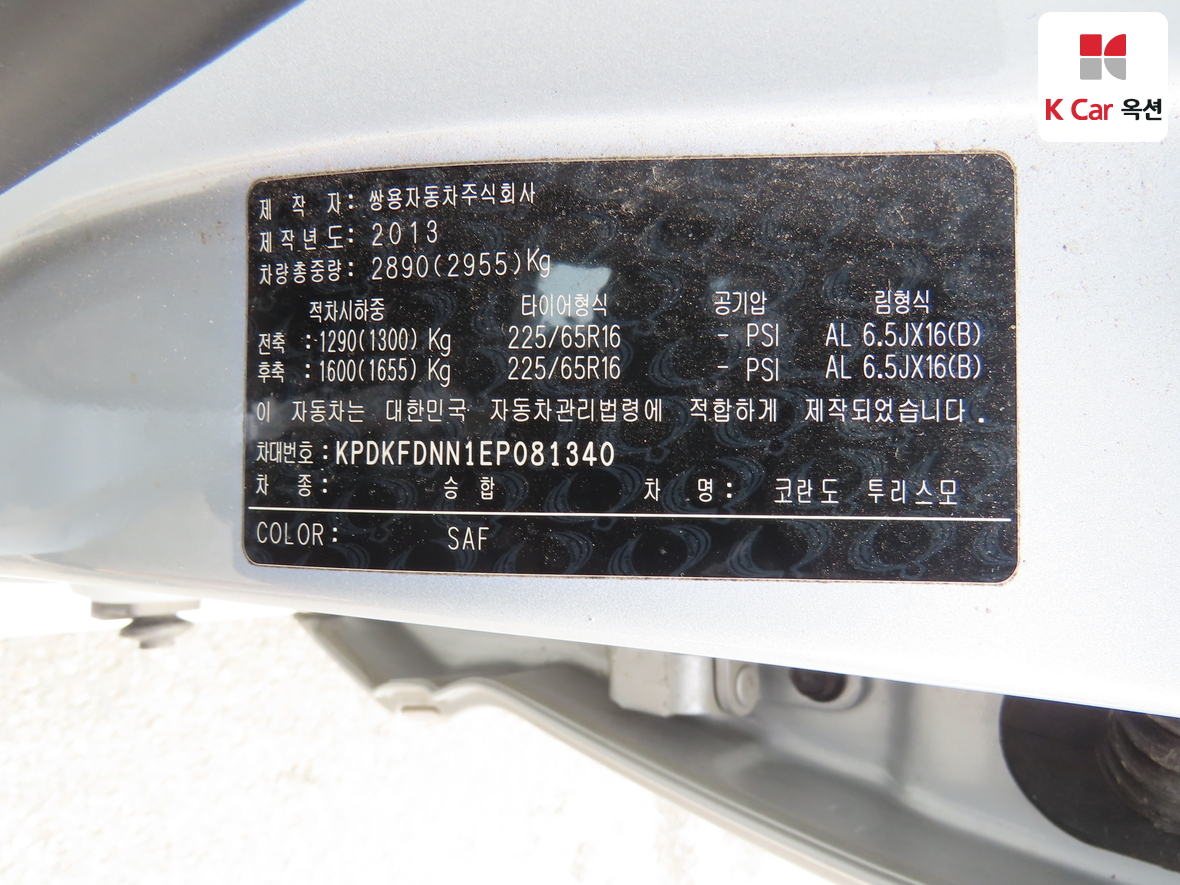 K Car 옥션
제 작 자: 쌍용자동차주식회사
제작년도: 2013
차량총중량: 2890(2955)Kg
적차시하중 타이어형식 공기압 림형식
전축 : 1290(1300) Kg 225/65R16 - PSI AL 6.5JX16(B)
후축 : 1600(1655) Kg 225/65R16 - PSI AL 6.5JX16(B)
이 자동차는 대한민국 자동차관리법령에 적합하게 제작되었습니다.
차대번호 : KPDKFDNN1EP081340
차 종: 승 합 차 명: 코란도 투리스모
COLOR: SAF